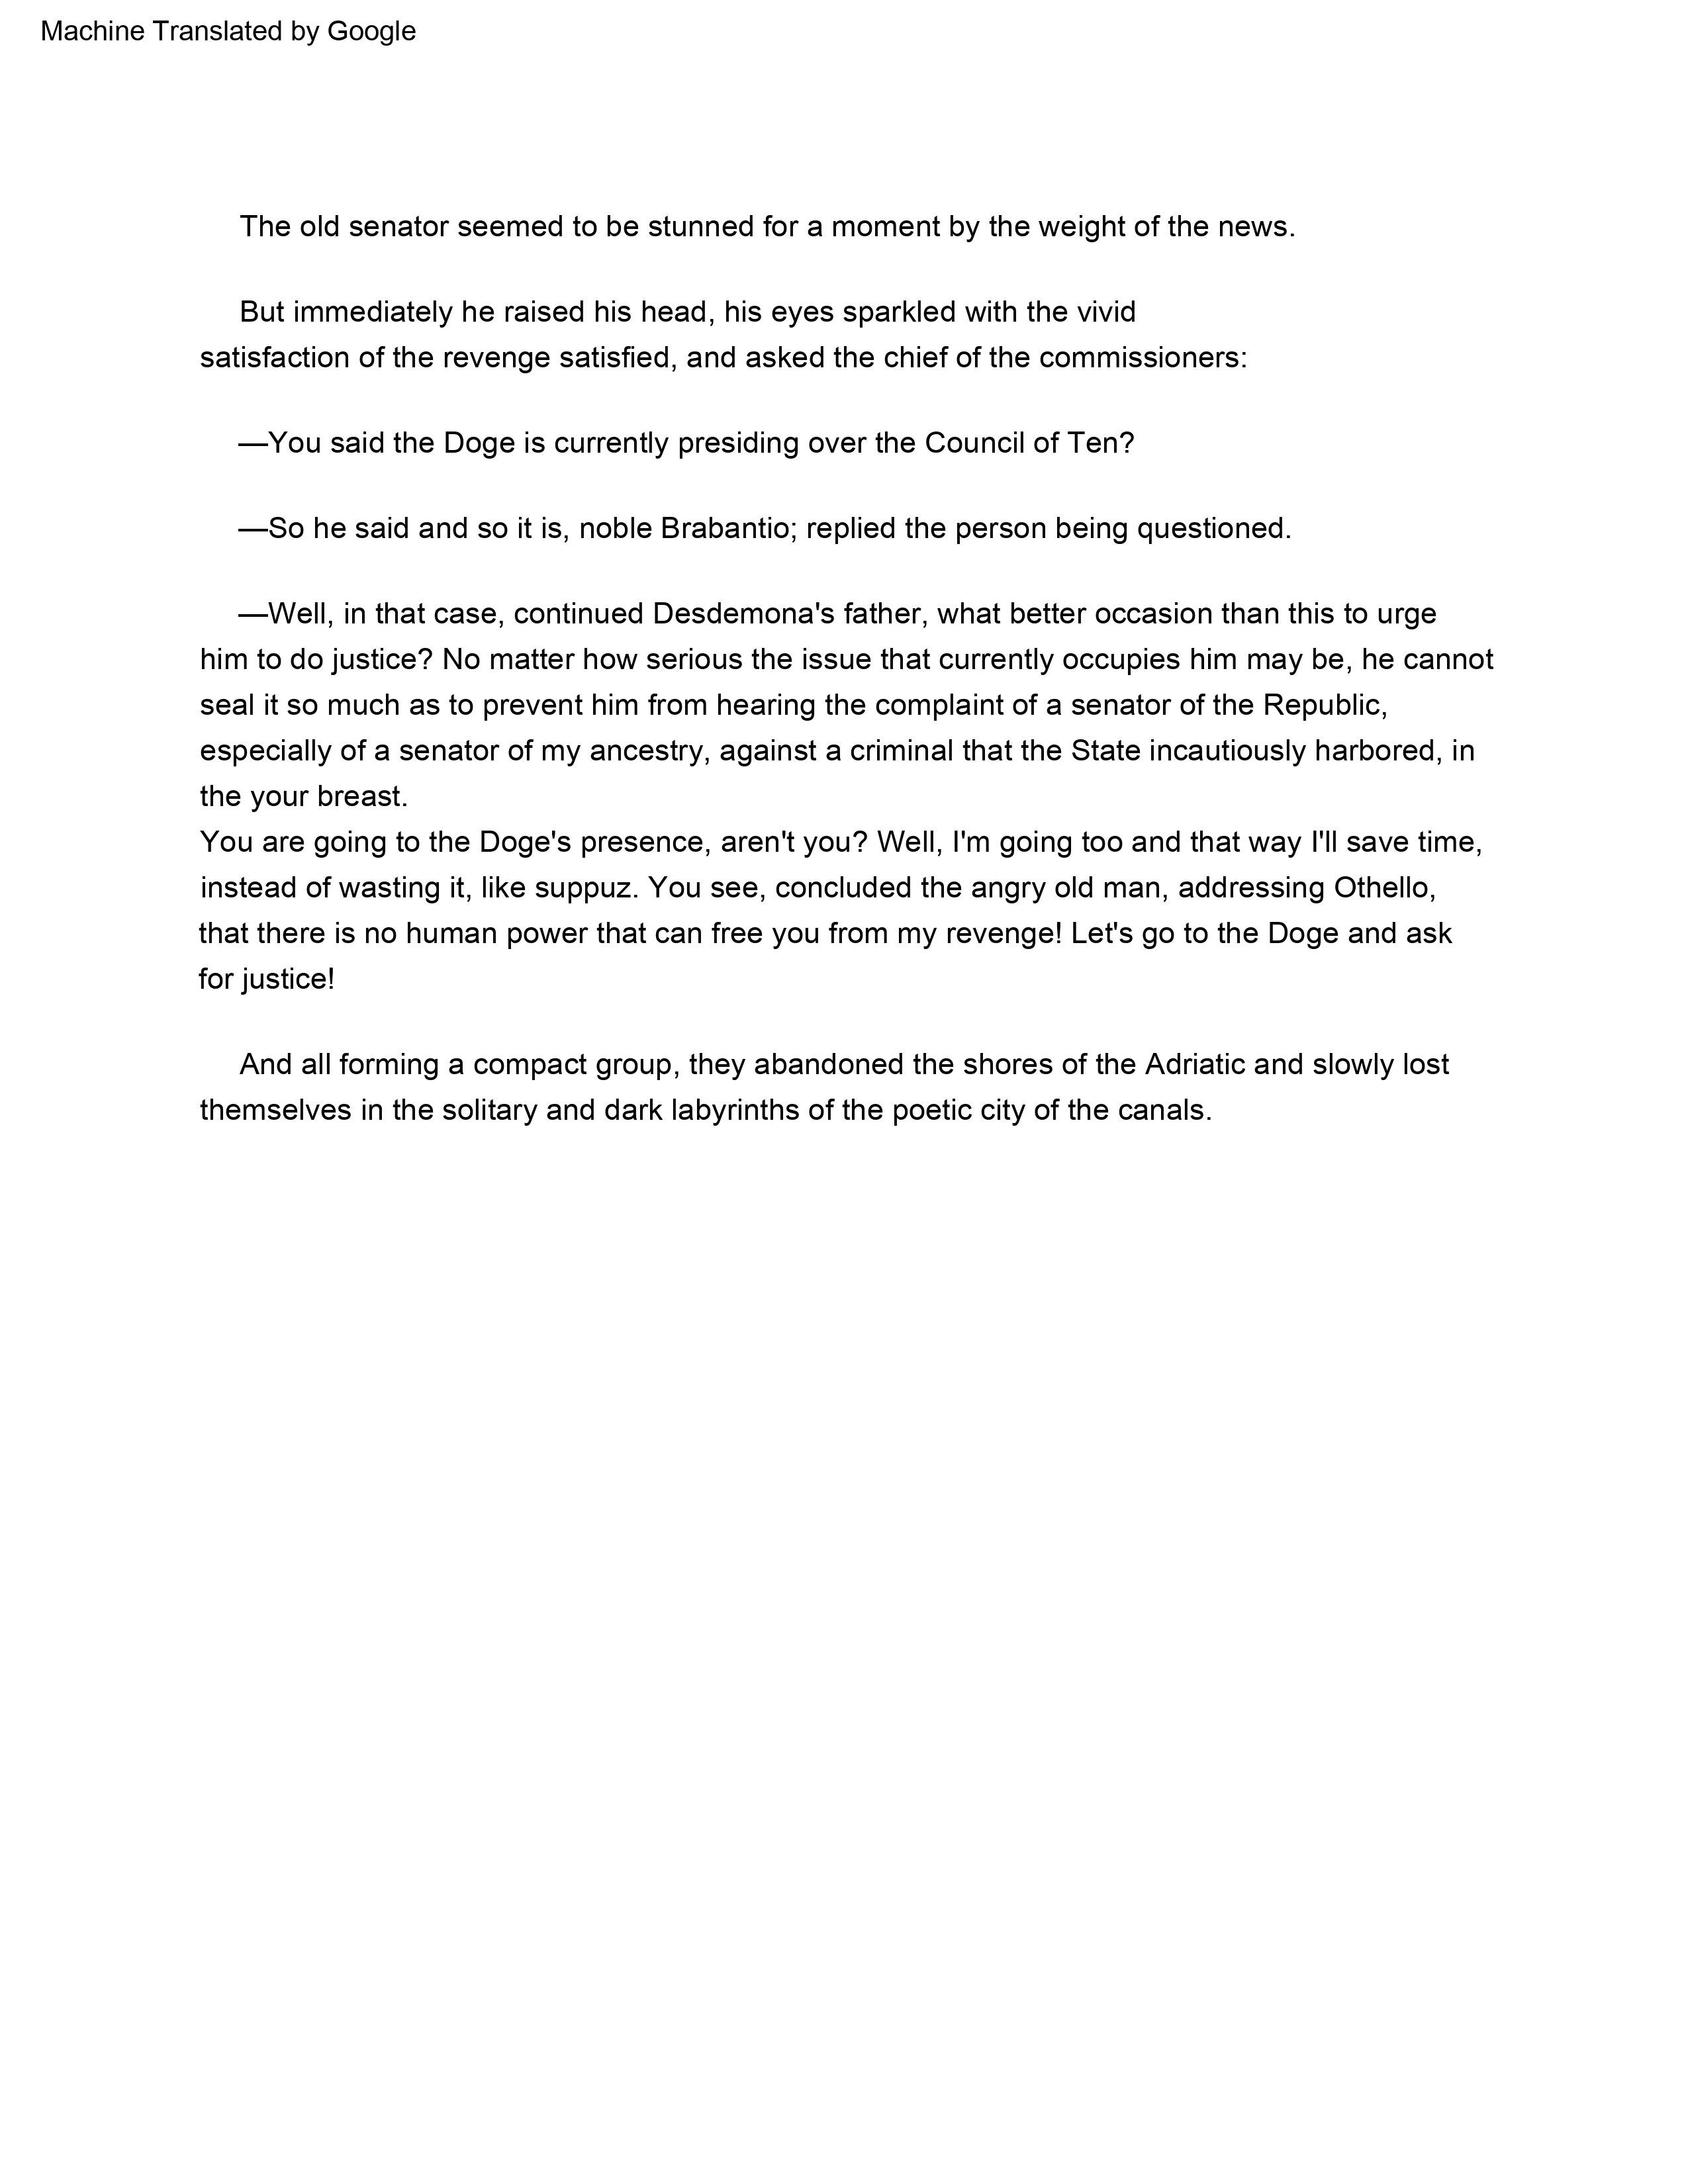 Machine Translated by Google
The old senator seemed to be stunned for a moment by the weight of the news.
But immediately he raised his head, his eyes sparkled with the vivid
satisfaction of the revenge satisfied, and asked the chief of the commissioners:
—You said the Doge is currently presiding over the Council of Ten?
—So he said and so it is, noble Brabantio; replied the person being questioned.
—Well, in that case, continued Desdemona's father, what better occasion than this to urge
him to do justice? No matter how serious the issue that currently occupies him may be, he cannot
seal it so much as to prevent him from hearing the complaint of a senator of the Republic,
especially of a senator of my ancestry, against a criminal that the State incautiously harbored, in
the your breast.
You are going to the Doge's presence, aren't you? Well, I'm going too and that way I'll save time,
instead of wasting it, like suppuz. You see, concluded the angry old man, addressing Othello,
that there is no human power that can free you from my revenge! Let's go to the Doge and ask
for justice!
And all forming a compact group, they abandoned the shores of the Adriatic and slowly lost
themselves in the solitary and dark labyrinths of the poetic city of the canals.